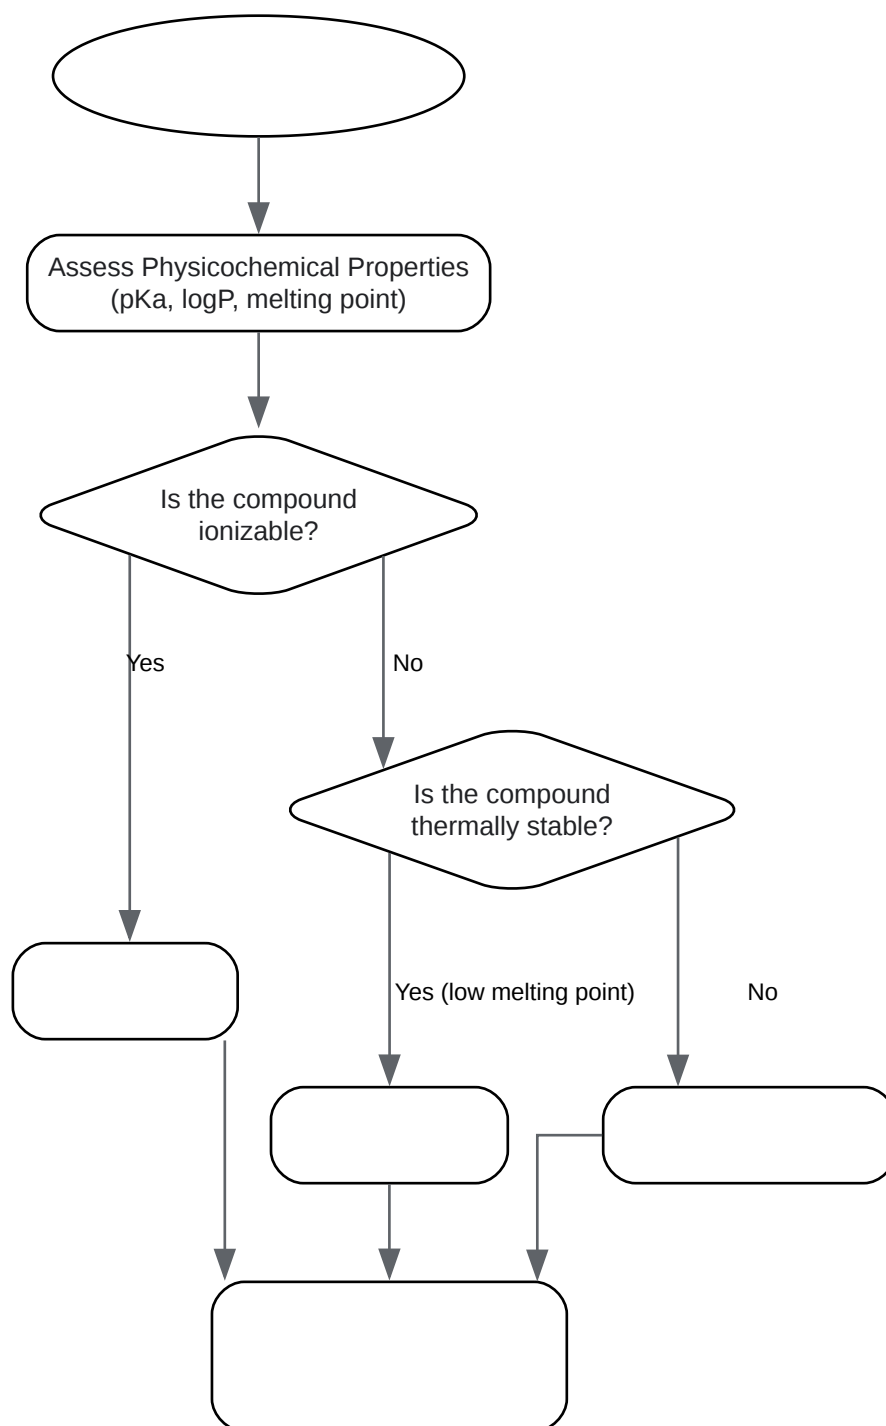 Assess Physicochemical Properties
(pKa, logP, melting point)
Is the compound
ionizable?
Yes
No
Is the compound
thermally stable?
Yes (low melting point)
No